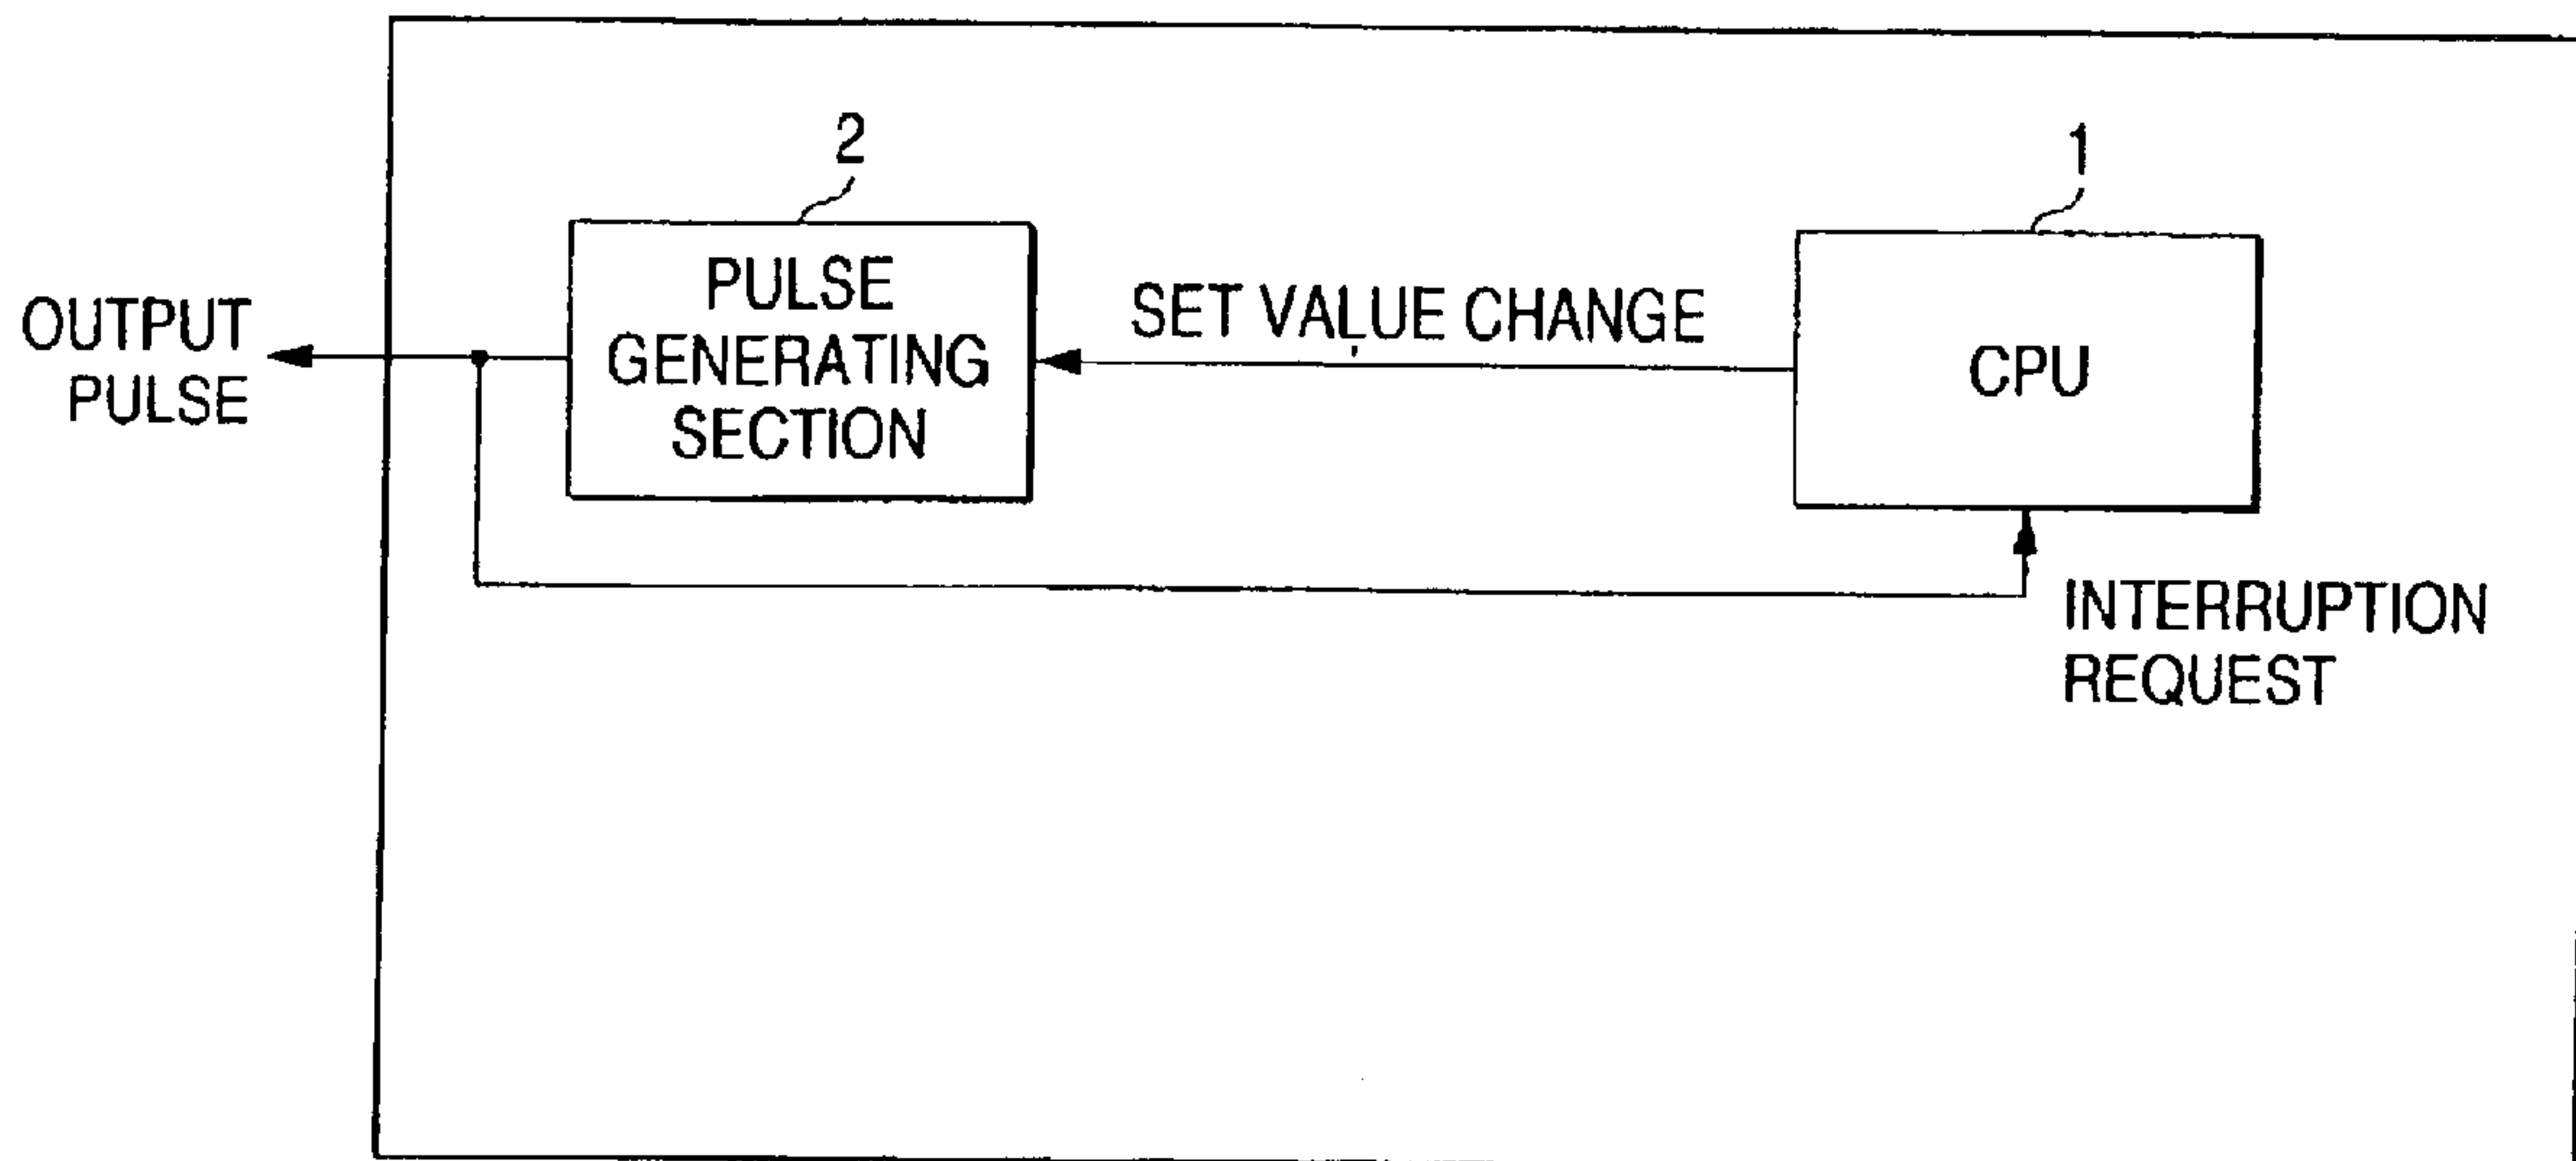 2
1
PULSE
GENERATING
SECTION
SET VALUE CHANGE
CPU
OUTPUT
PULSE
INTERRUPTION
REQUEST